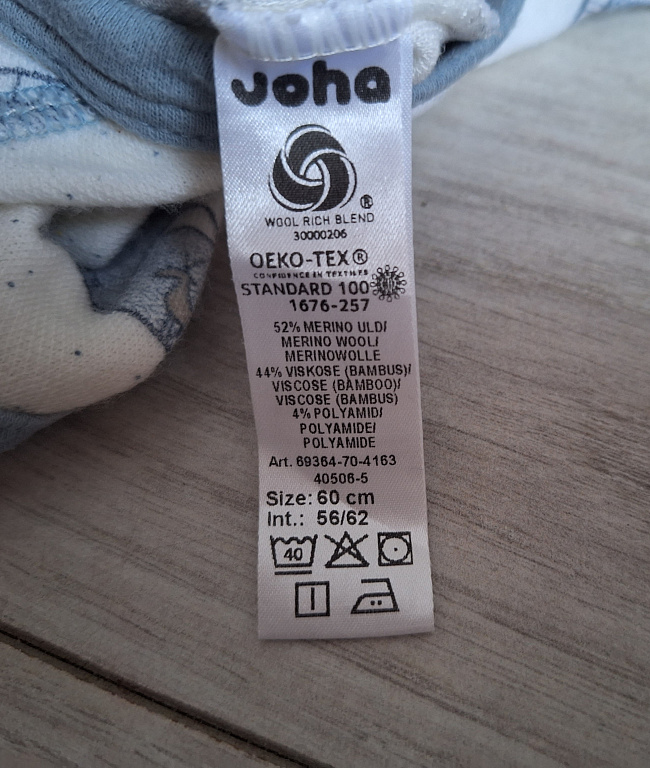 Joha
®
WOOL RICH BLEND
30000206
OEKO-TEX®
CONFIDENCE IN TEXTILES
STANDARD 100
1676-257
52% MERINO ULD/
MERINO WOOL/
MERINOWOLLE
44% VISKOSE (BAMBUS)/
VISCOSE (BAMBOO)/
VISCOSE (BAMBUS)
4% POLYAMID/
POLYAMIDE/
POLYAMIDE
Art. 69364-70-4163
40506-5
Size: 60 cm
Int.: 56/62
40